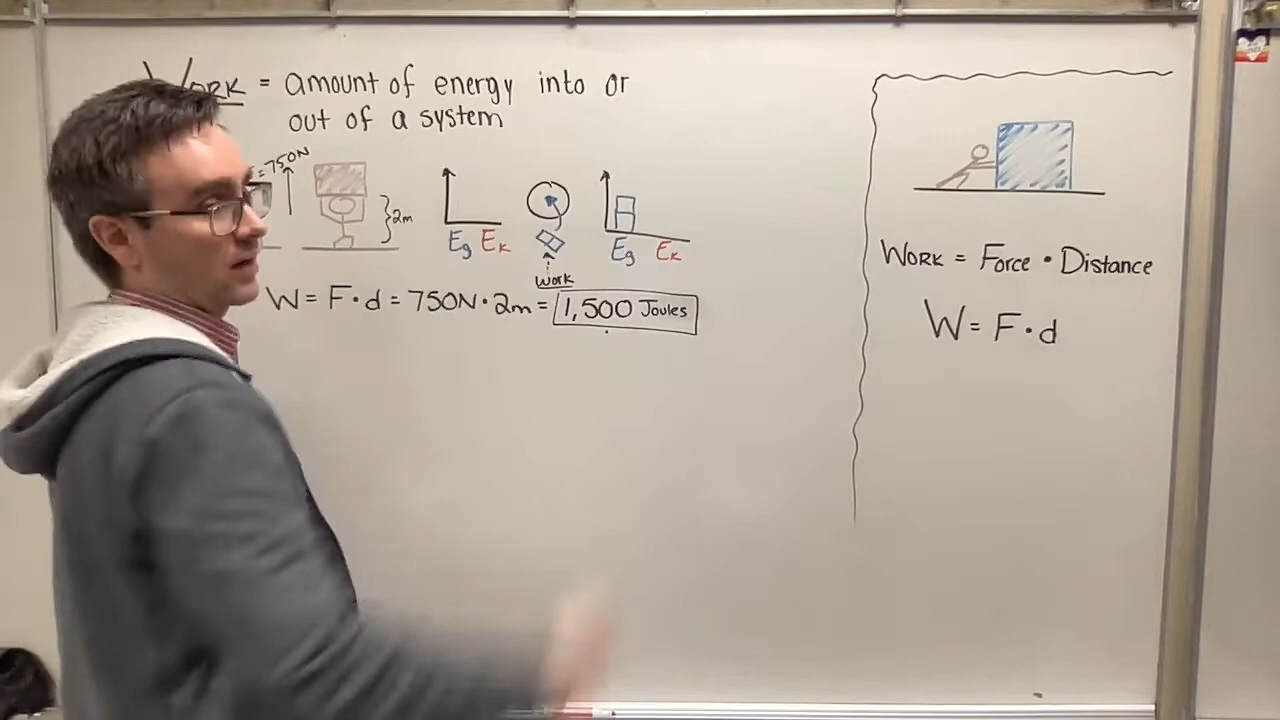 WORK = amount of energy into or
out of a system
= 750N
2m
Eg Ek
Work
Eg Ek
W = F·d = 750N·2m = 1,500 Joules
WORK = Force · Distance
W = F·d